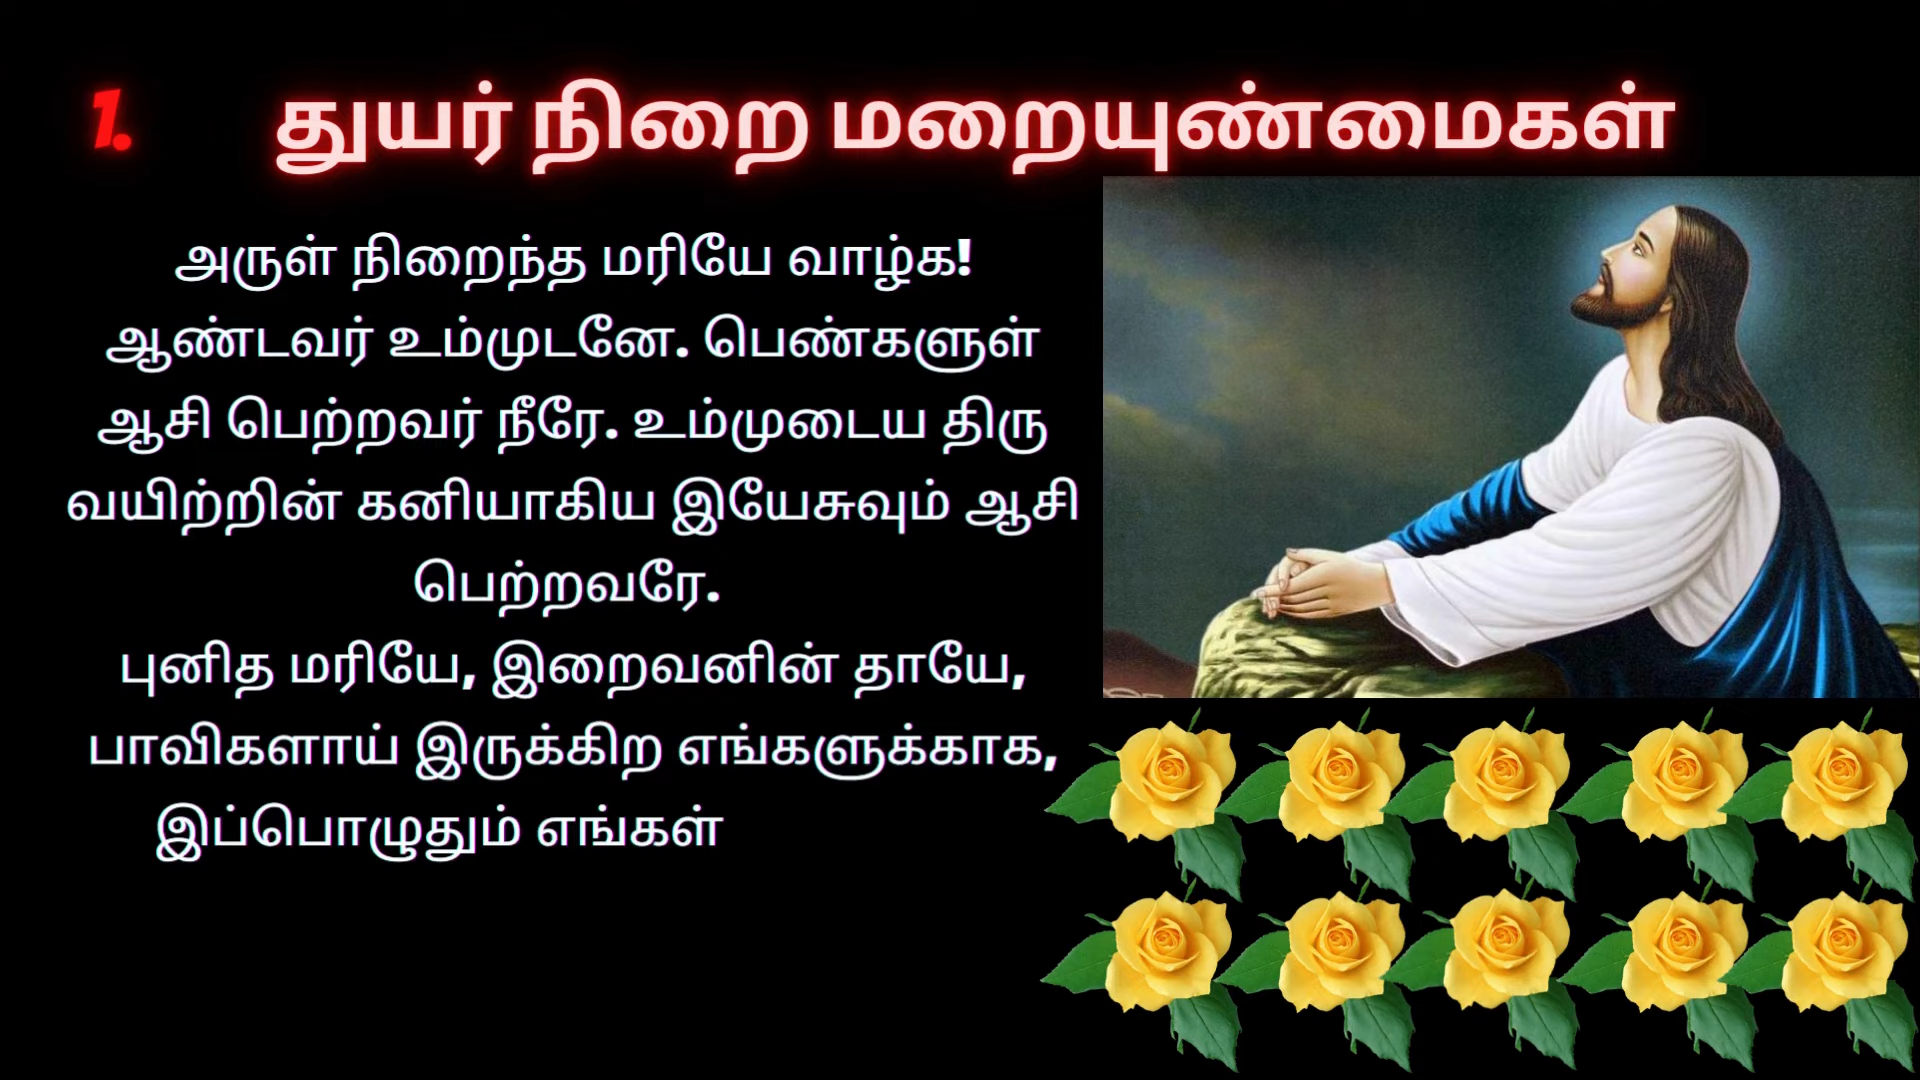 1. துயர் நிறை மறையுண்மைகள்
அருள் நிறைந்த மரியே வாழ்க!
ஆண்டவர் உம்முடனே. பெண்களுள்
ஆசி பெற்றவர் நீரே. உம்முடைய திரு
வயிற்றின் கனியாகிய இயேசுவும் ஆசி
பெற்றவரே.
புனித மரியே, இறைவனின் தாயே,
பாவிகளாய் இருக்கிற எங்களுக்காக,
இப்பொழுதும் எங்கள்